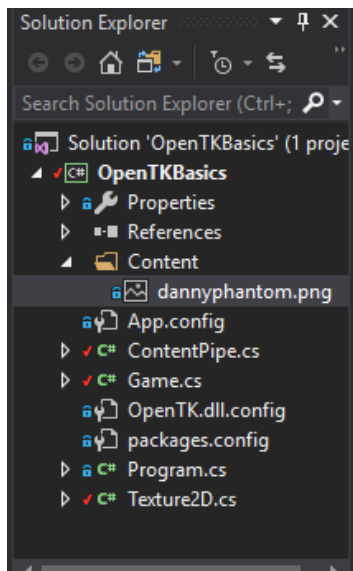 Solution Explorer
Search Solution Explorer (Ctrl+;
Solution 'OpenTKBasics' (1 proje
C# OpenTKBasics
Properties
References
Content
dannyphantom.png
App.config
C# ContentPipe.cs
C# Game.cs
OpenTK.dll.config
packages.config
C# Program.cs
C# Texture2D.cs